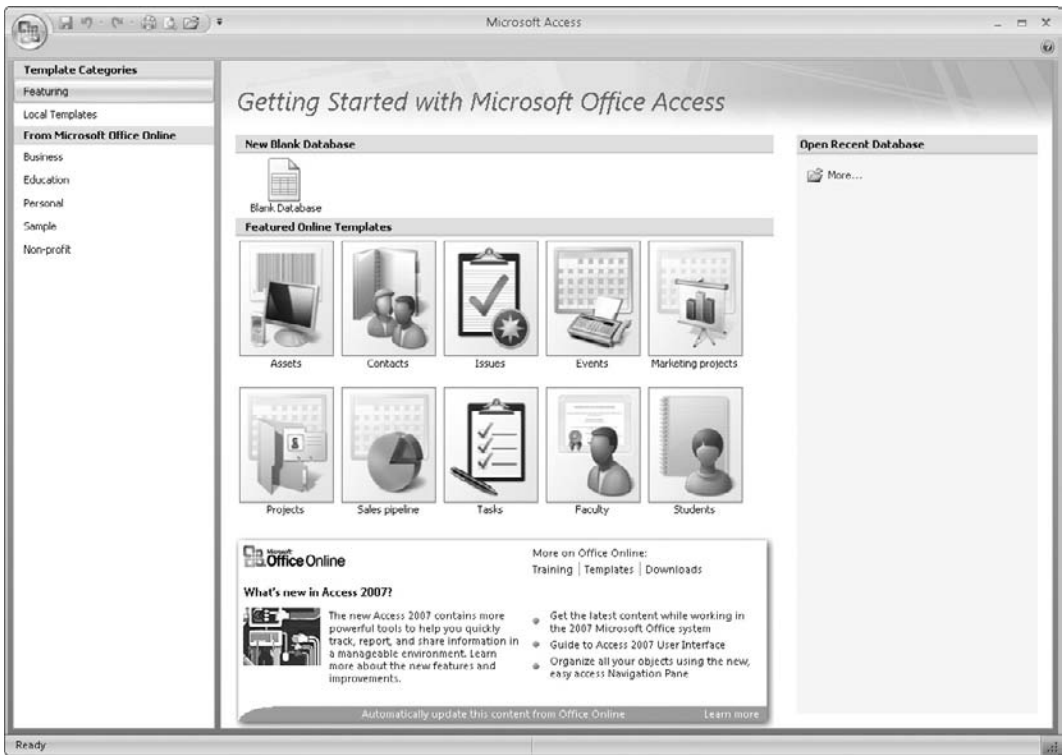 Microsoft Access
Template Categories
Featuring
Local Templates
From Microsoft Office Online
Business
Education
Personal
Sample
Non-profit
Getting Started with Microsoft Office Access
New Blank Database
Blank Database
Featured Online Templates
Assets
Contacts
Issues
Events
Marketing projects
Projects
Sales pipeline
Tasks
Faculty
Students
Microsoft
Office Online
What's new in Access 2007?
The new Access 2007 contains more
powerful tools to help you quickly
track, report, and share information in
a manageable environment. Learn
more about the new features and
improvements.
More on Office Online:
Training | Templates | Downloads
Get the latest content while working in
the 2007 Microsoft Office system
Guide to Access 2007 User Interface
Organize all your objects using the new,
easy access Navigation Pane
Automatically update this content from Office Online Learn more
Open Recent Database
More...
Ready